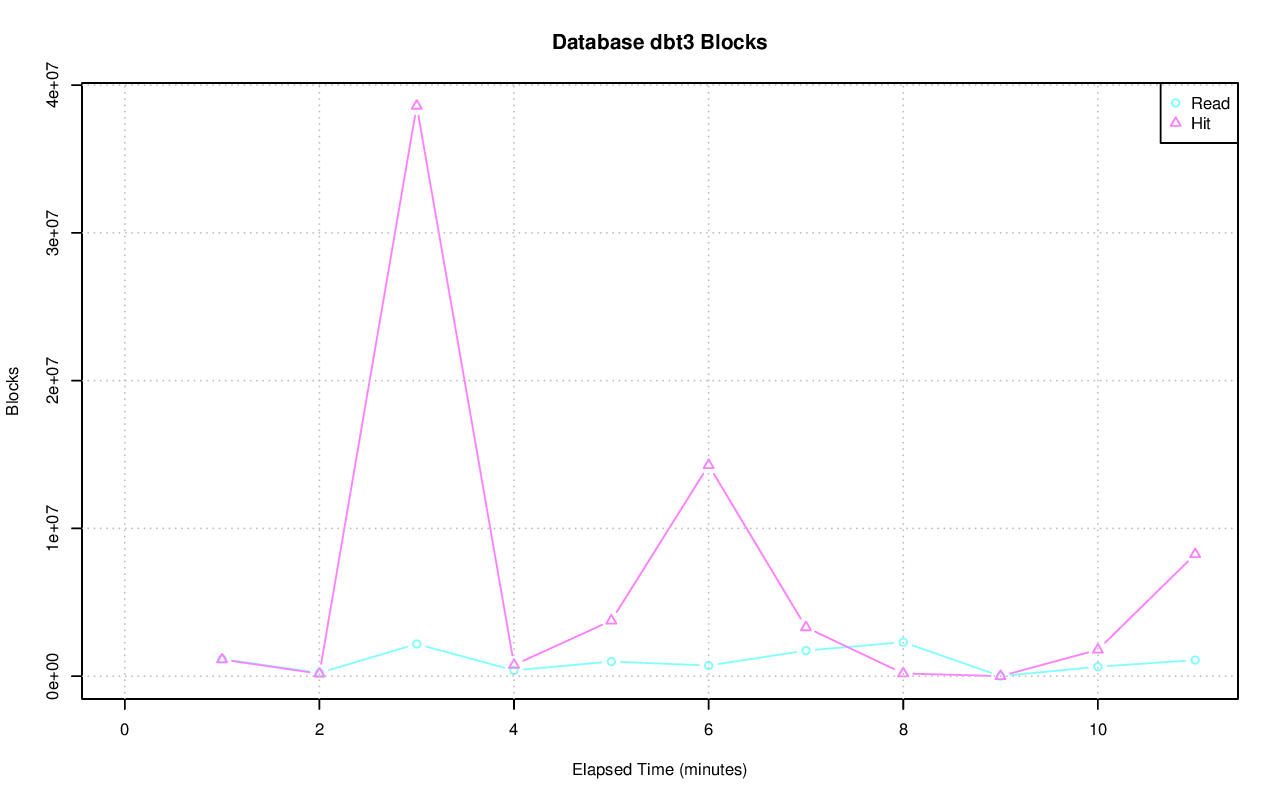 Database dbt3 Blocks
4e+07
3e+07
2e+07
1e+07
0e+00
Blocks
Read
Hit
0 2 4 6 8 10
Elapsed Time (minutes)